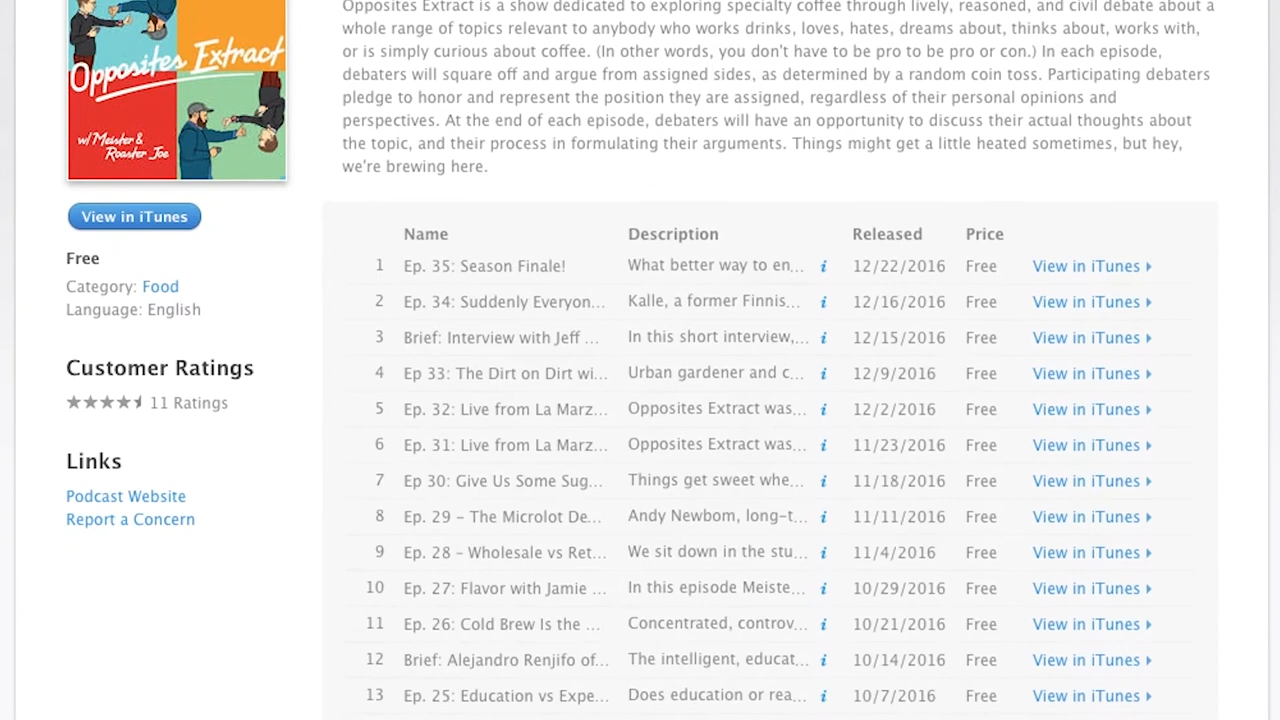 Opposites Extract is a show dedicated to exploring specialty coffee through lively, reasoned, and civil debate about a
whole range of topics relevant to anybody who works drinks, loves, hates, dreams about, thinks about, works with,
or is simply curious about coffee. (In other words, you don't have to be pro to be pro or con.) In each episode,
debaters will square off and argue from assigned sides, as determined by a random coin toss. Participating debaters
pledge to honor and represent the position they are assigned, regardless of their personal opinions and
perspectives. At the end of each episode, debaters will have an opportunity to discuss their actual thoughts about
the topic, and their process in formulating their arguments. Things might get a little heated sometimes, but hey,
we're brewing here.
Opposites Extract
w/ Meister &
Roaster Joe
View in iTunes
Free
Category: Food
Language: English
Customer Ratings
★★★★ 11 Ratings
Links
Podcast Website
Report a Concern
Name Description Released Price
1 Ep. 35: Season Finale! What better way to en... i 12/22/2016 Free View in iTunes
2 Ep. 34: Suddenly Everyon... Kalle, a former Finnis... i 12/16/2016 Free View in iTunes
3 Brief: Interview with Jeff ... In this short interview,... i 12/15/2016 Free View in iTunes
4 Ep 33: The Dirt on Dirt wi... Urban gardener and c... i 12/9/2016 Free View in iTunes
5 Ep. 32: Live from La Marz... Opposites Extract was... i 12/2/2016 Free View in iTunes
6 Ep. 31: Live from La Marz... Opposites Extract was... i 11/23/2016 Free View in iTunes
7 Ep 30: Give Us Some Sug... Things get sweet whe... i 11/18/2016 Free View in iTunes
8 Ep. 29 – The Microlot De... Andy Newbom, long-t... i 11/11/2016 Free View in iTunes
9 Ep. 28 – Wholesale vs Ret... We sit down in the stu... i 11/4/2016 Free View in iTunes
10 Ep. 27: Flavor with Jamie ... In this episode Meiste... i 10/29/2016 Free View in iTunes
11 Ep. 26: Cold Brew Is the ... Concentrated, controv... i 10/21/2016 Free View in iTunes
12 Brief: Alejandro Renjifo of... The intelligent, educat... i 10/14/2016 Free View in iTunes
13 Ep. 25: Education vs Expe... Does education or rea... i 10/7/2016 Free View in iTunes